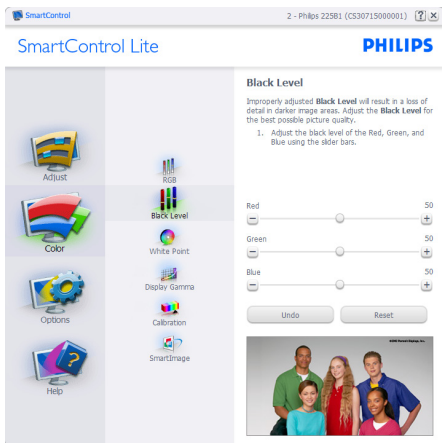 SmartControl
2 - Philips 225B1 (CS30715000001)
SmartControl Lite
PHILIPS
Adjust
Color
Options
Help
RGB
Black Level
White Point
Display Gamma
Calibration
SmartImage
Black Level
Improperly adjusted Black Level will result in a loss of
detail in darker image areas. Adjust the Black Level for
the best possible picture quality.
1. Adjust the black level of the Red, Green, and
Blue using the slider bars.
Red 50
Green 50
Blue 50
Undo Reset